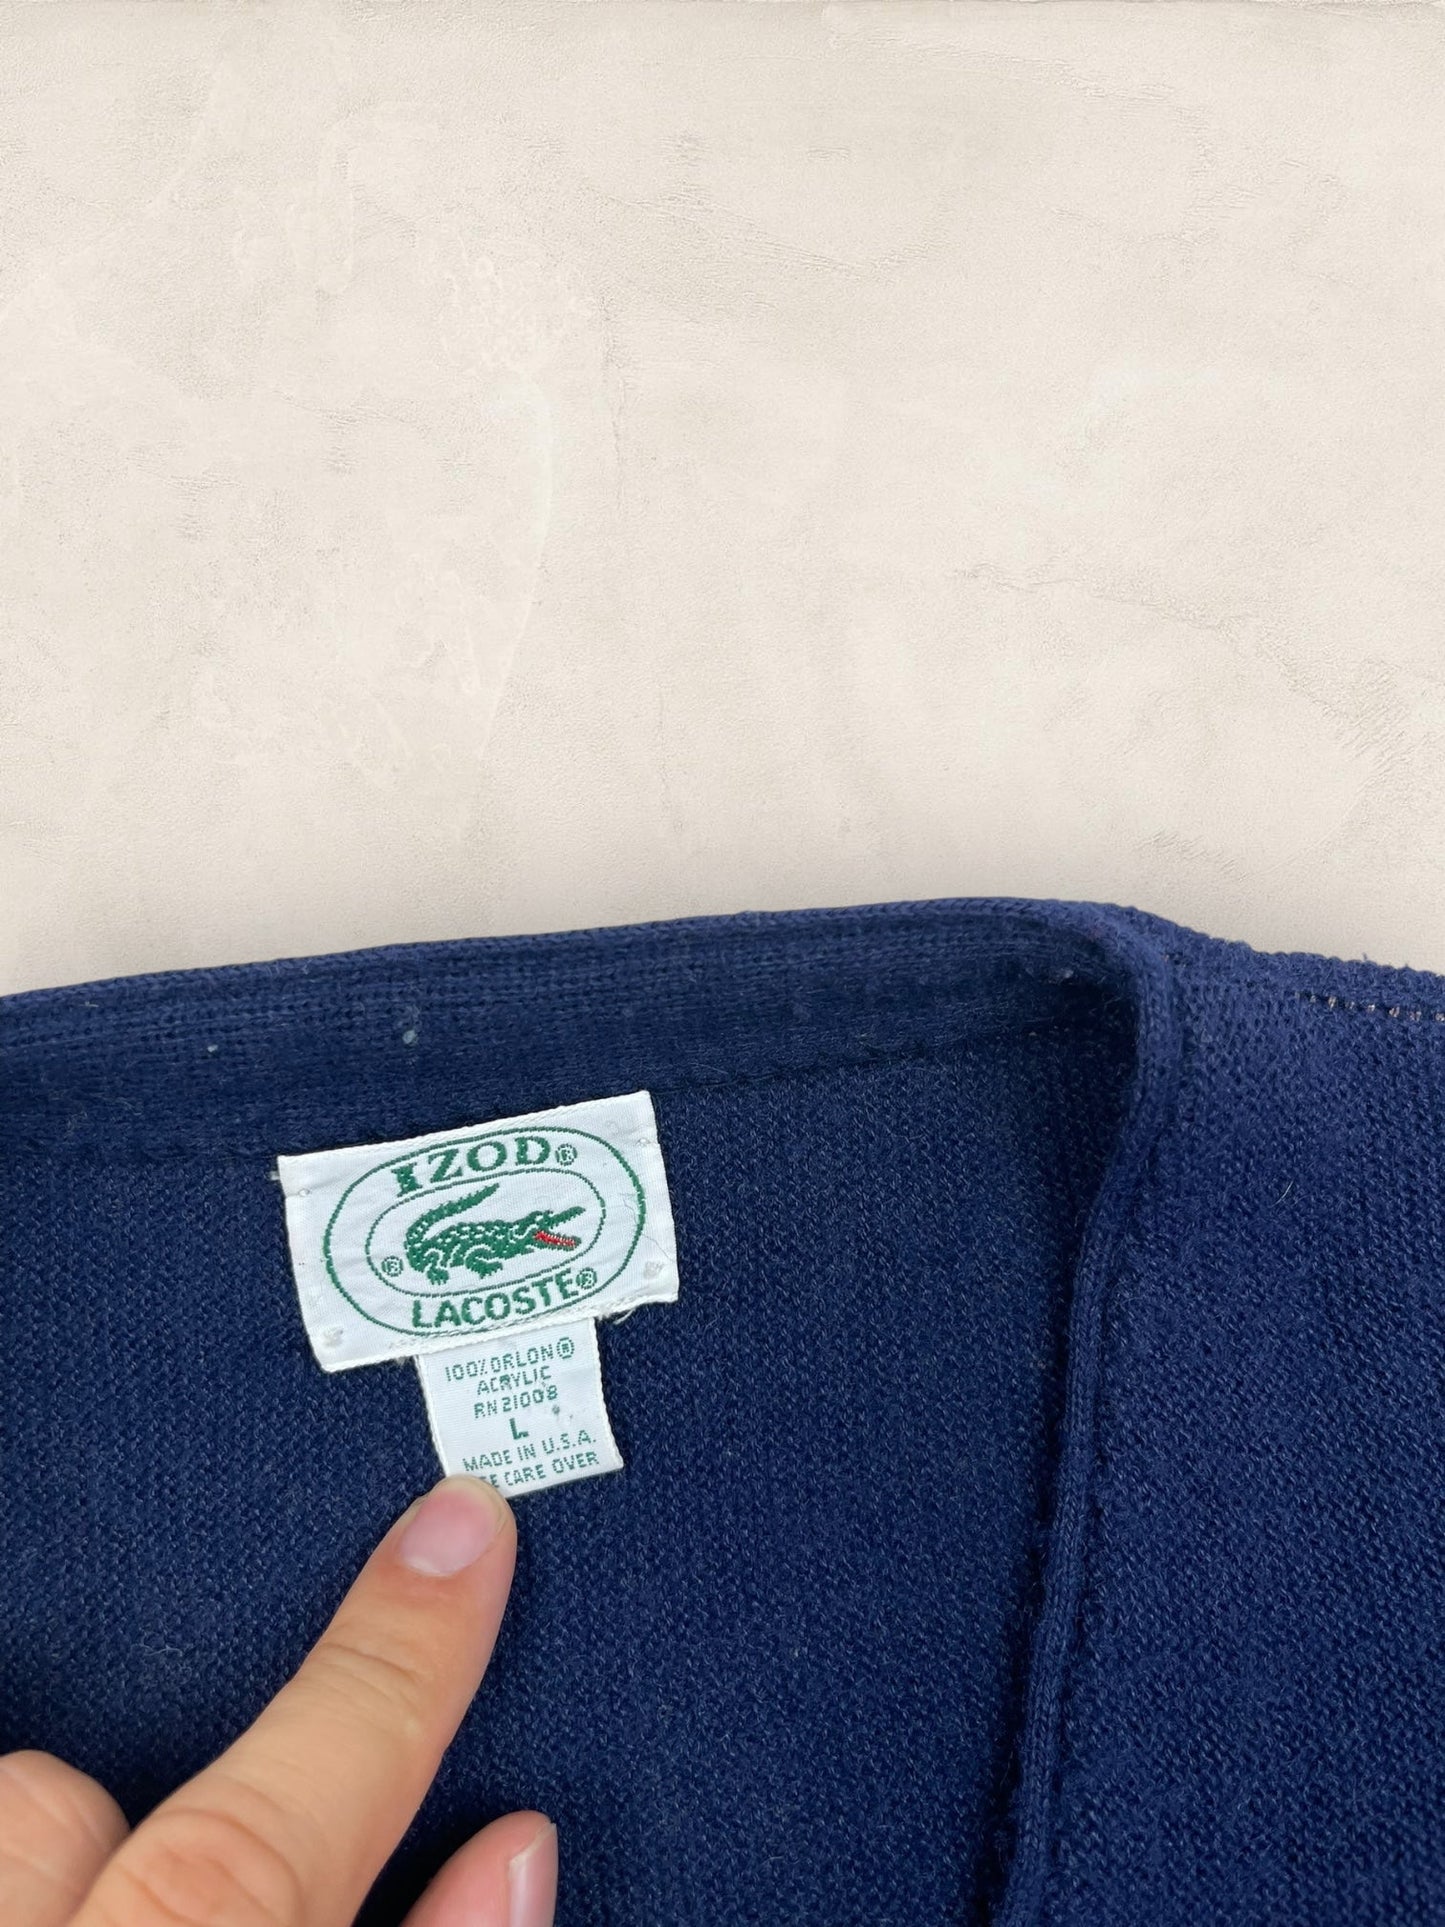 IZOD®
®
LACOSTE®
100% ORLON®
ACRYLIC
RN 21008
L
MADE IN U.S.A.
CARE OVER